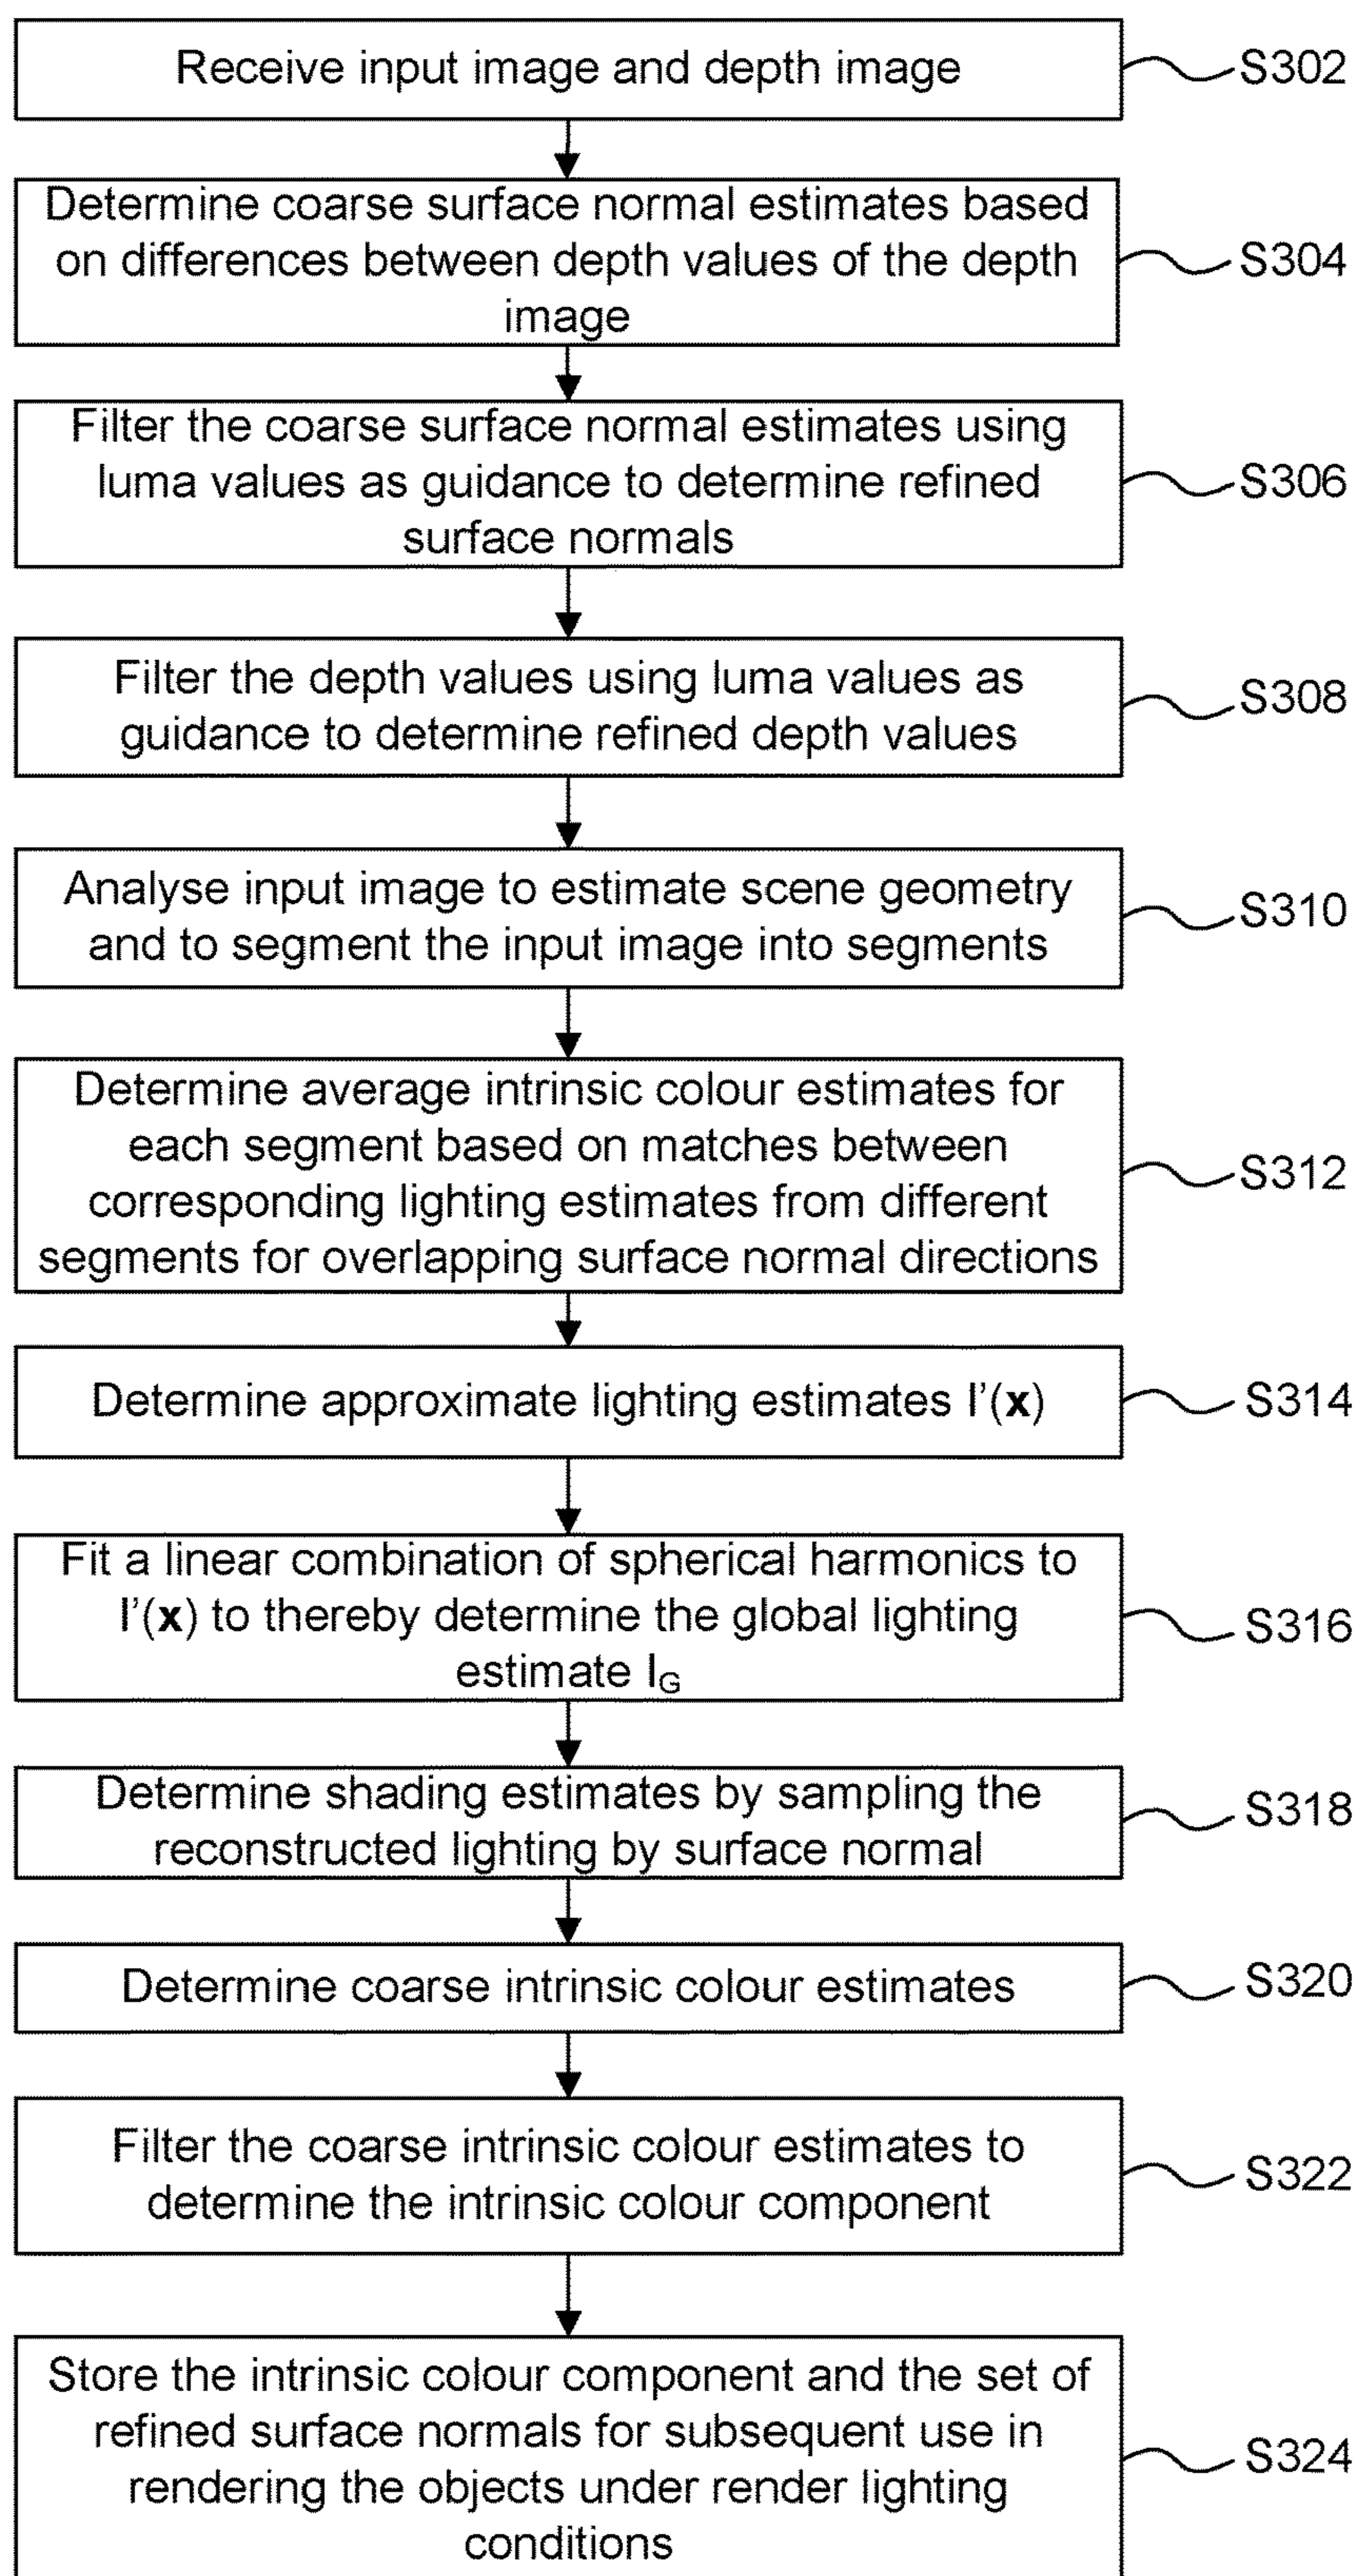 Receive input image and depth image
S302
Determine coarse surface normal estimates based
on differences between depth values of the depth
image
S304
Filter the coarse surface normal estimates using
luma values as guidance to determine refined
surface normals
S306
Filter the depth values using luma values as
guidance to determine refined depth values
S308
Analyse input image to estimate scene geometry
and to segment the input image into segments
S310
Determine average intrinsic colour estimates for
each segment based on matches between
corresponding lighting estimates from different
segments for overlapping surface normal directions
S312
Determine approximate lighting estimates I'(x)
S314
Fit a linear combination of spherical harmonics to
I'(x) to thereby determine the global lighting
estimate I_G
S316
Determine shading estimates by sampling the
reconstructed lighting by surface normal
S318
Determine coarse intrinsic colour estimates
S320
Filter the coarse intrinsic colour estimates to
determine the intrinsic colour component
S322
Store the intrinsic colour component and the set of
refined surface normals for subsequent use in
rendering the objects under render lighting
conditions
S324